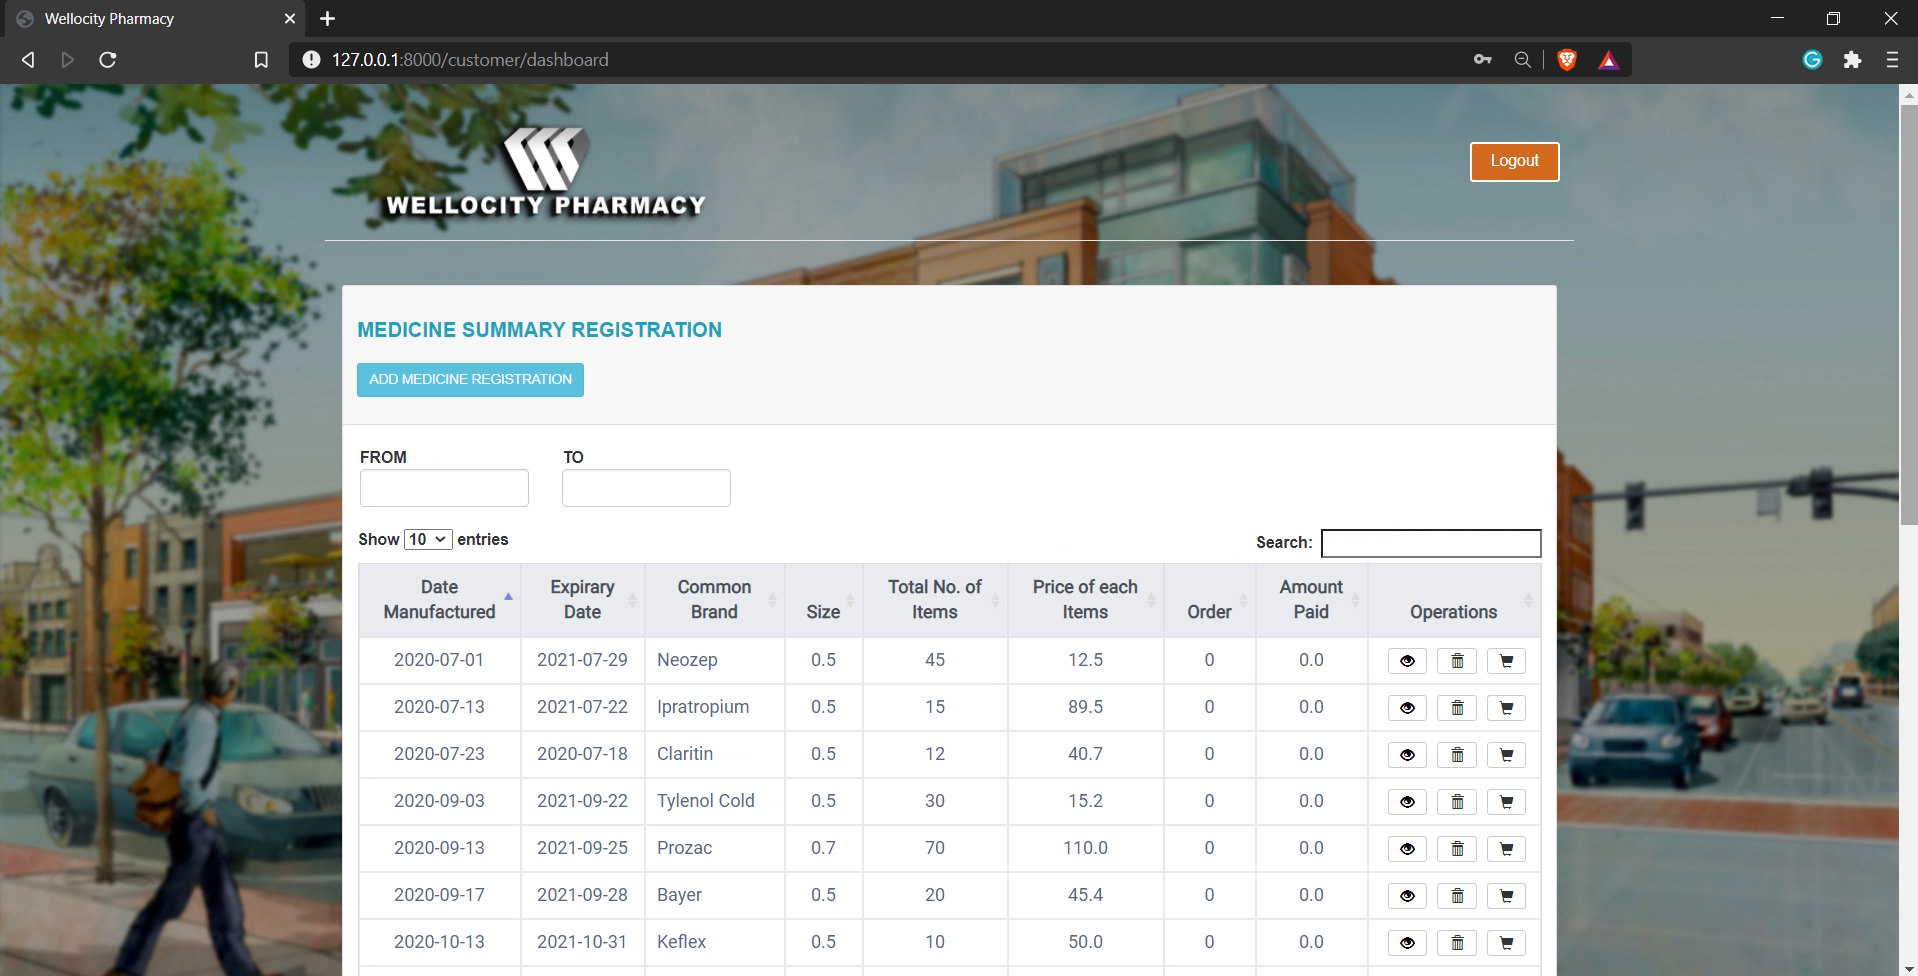 Wellocity Pharmacy
127.0.0.1:8000/customer/dashboard
WELLOCITY PHARMACY
Logout
MEDICINE SUMMARY REGISTRATION
ADD MEDICINE REGISTRATION
FROM TO
Show 10 entries Search:
Date Manufactured Expirary Date Common Brand Size Total No. of Items Price of each Items Order Amount Paid Operations
2020-07-01 2021-07-29 Neozep 0.5 45 12.5 0 0.0
2020-07-13 2021-07-22 Ipratropium 0.5 15 89.5 0 0.0
2020-07-23 2020-07-18 Claritin 0.5 12 40.7 0 0.0
2020-09-03 2021-09-22 Tylenol Cold 0.5 30 15.2 0 0.0
2020-09-13 2021-09-25 Prozac 0.7 70 110.0 0 0.0
2020-09-17 2021-09-28 Bayer 0.5 20 45.4 0 0.0
2020-10-13 2021-10-31 Keflex 0.5 10 50.0 0 0.0